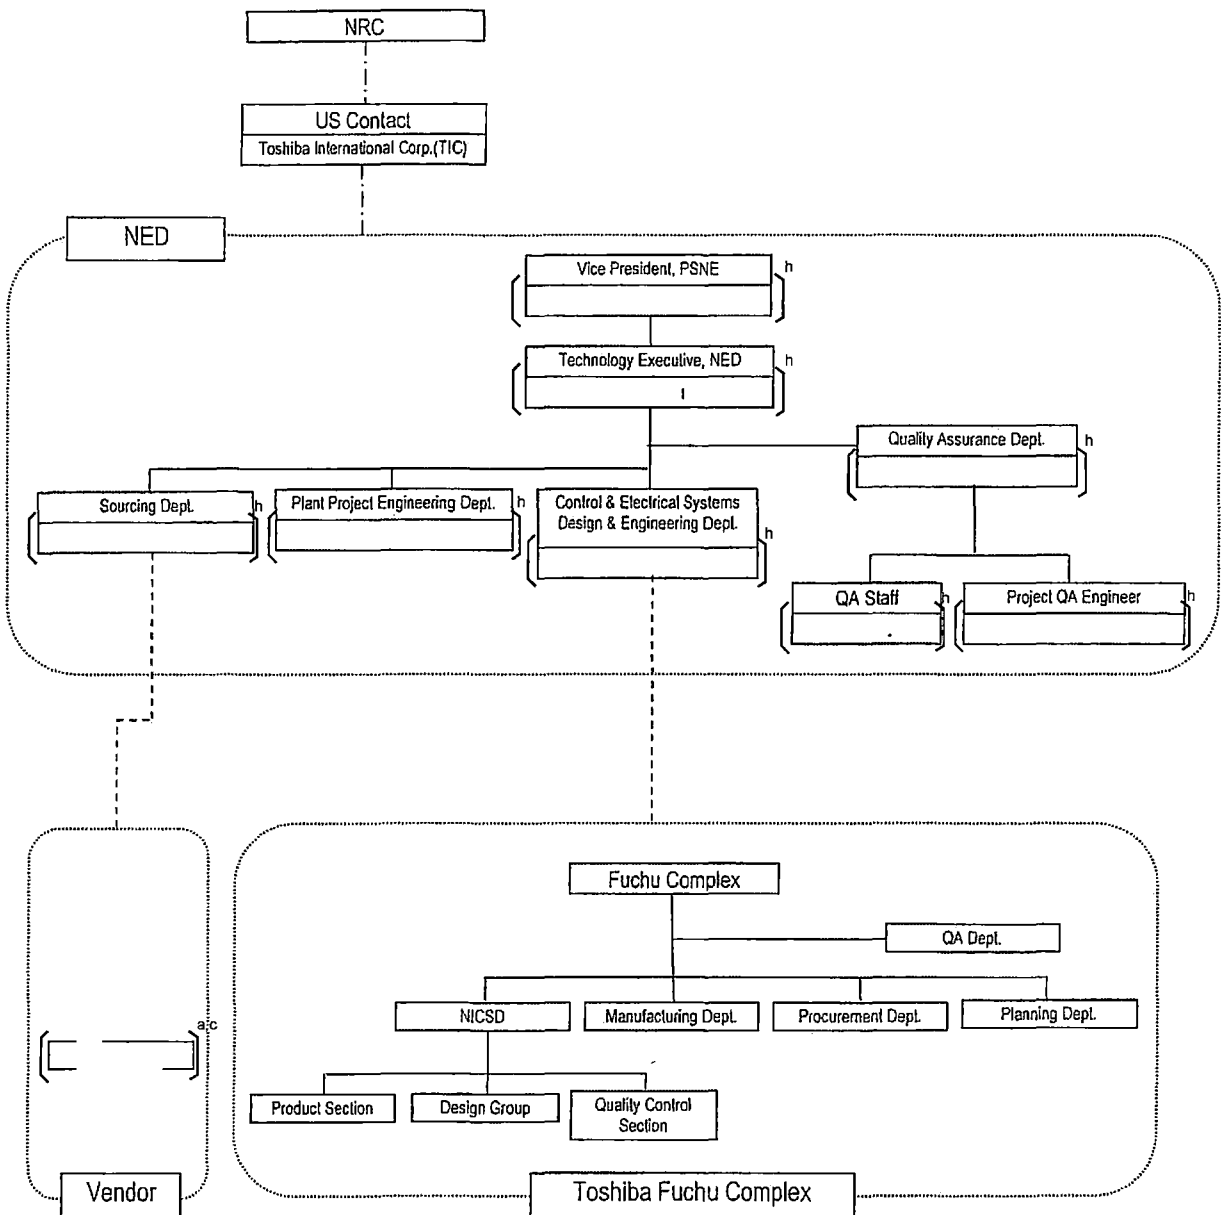 NRC
US Contact
Toshiba International Corp.(TIC)
NED
Vice President, PSNE
h
Technology Executive, NED
h
Quality Assurance Dept.
h
Sourcing Dept.
h
Plant Project Engineering Dept.
h
Control & Electrical Systems
Design & Engineering Dept.
h
QA Staff
h
Project QA Engineer
h
Fuchu Complex
QA Dept.
NICSD
Manufacturing Dept.
Procurement Dept.
Planning Dept.
a,c
Product Section
Design Group
Quality Control
Section
Vendor
Toshiba Fuchu Complex